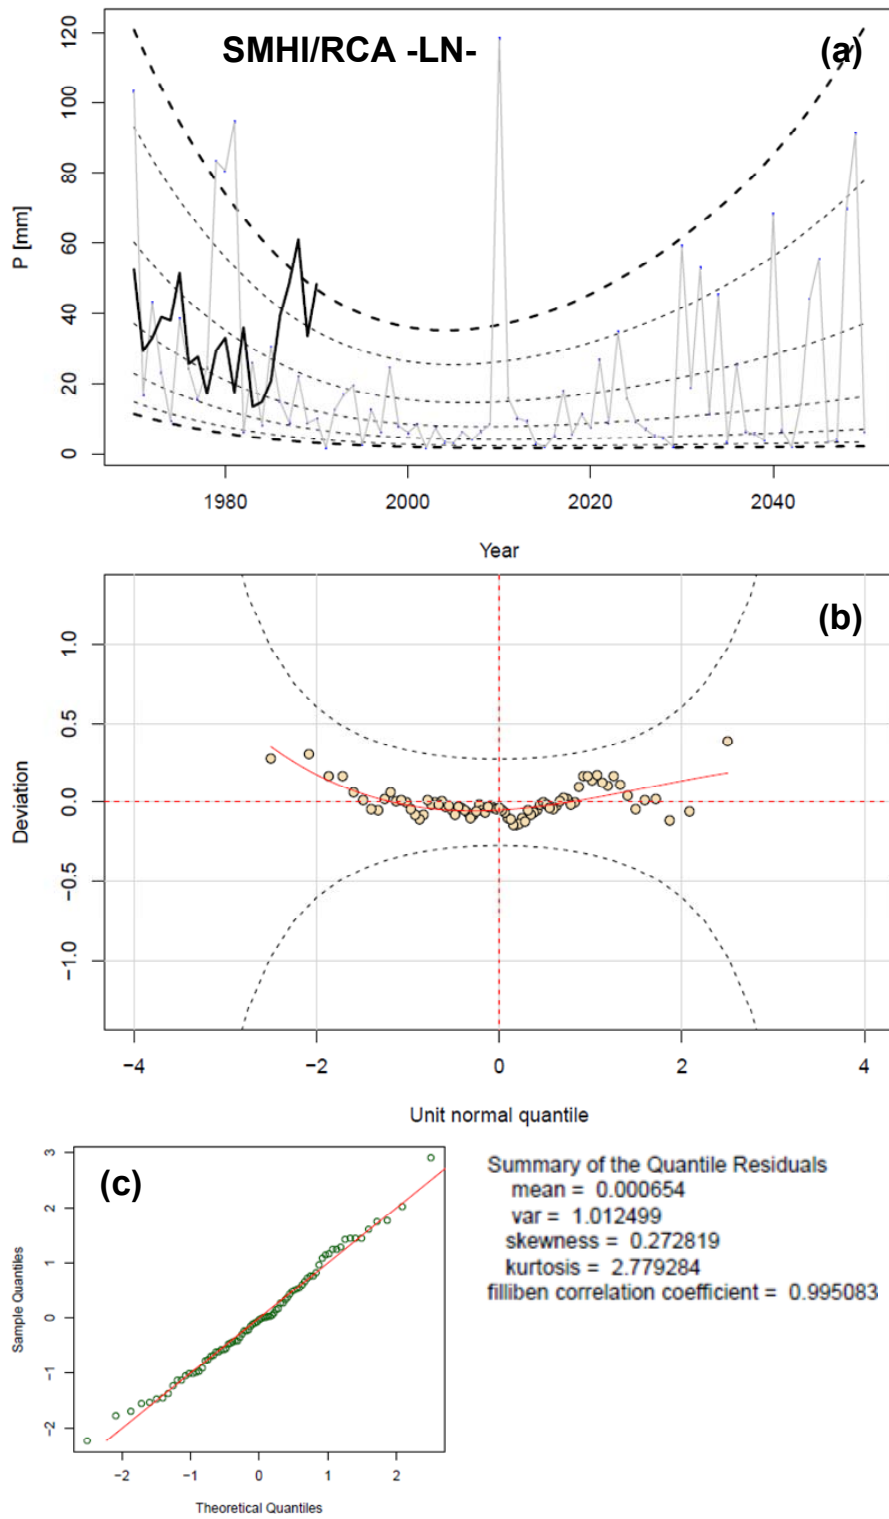 SMHI/RCA -LN-
(a)
120
100
80
60
40
20
0
P [mm]
1980 2000 2020 2040
Year
(b)
1.0
0.5
0.0
−0.5
−1.0
Deviation
−4 −2 0 2 4
Unit normal quantile
(c)
3
2
1
0
−1
−2
Sample Quantiles
−2 −1 0 1 2
Theoretical Quantiles
Summary of the Quantile Residuals
mean = 0.000654
var = 1.012499
skewness = 0.272819
kurtosis = 2.779284
filliben correlation coefficient = 0.995083